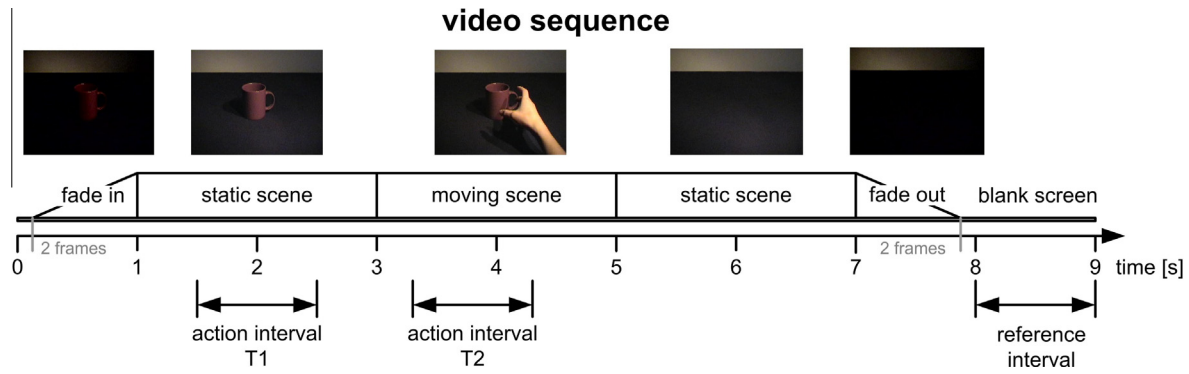 video sequence
fade in
static scene
moving scene
static scene
fade out
blank screen
2 frames
2 frames
0
1
2
3
4
5
6
7
8
9
time [s]
action interval
T1
action interval
T2
reference
interval